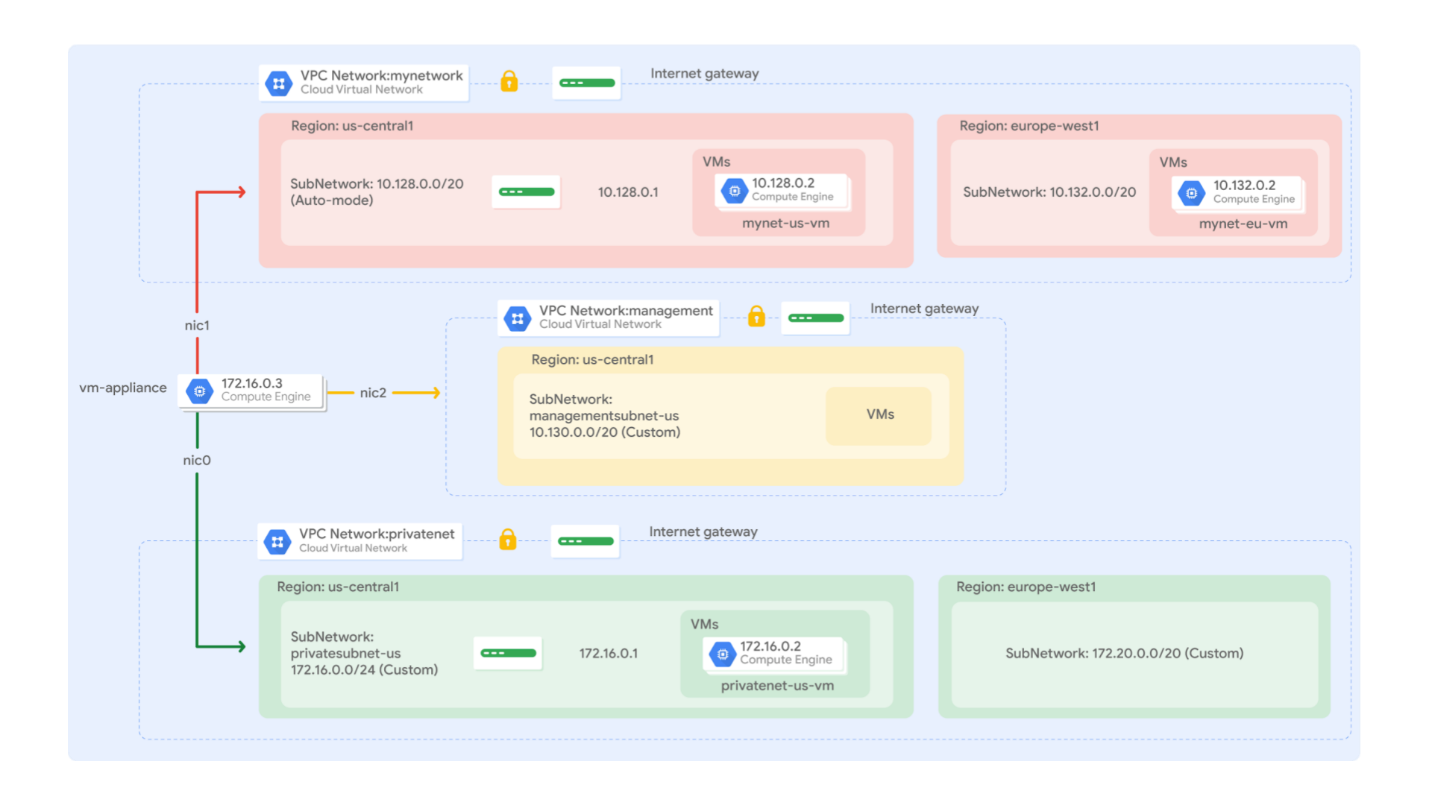 VPC Network:mynetwork
Cloud Virtual Network
Internet gateway
Region: us-central1
SubNetwork: 10.128.0.0/20
(Auto-mode)
10.128.0.1
VMs
10.128.0.2
Compute Engine
mynet-us-vm
Region: europe-west1
SubNetwork: 10.132.0.0/20
VMs
10.132.0.2
Compute Engine
mynet-eu-vm
nic1
vm-appliance
172.16.0.3
Compute Engine
nic2
nic0
VPC Network:management
Cloud Virtual Network
Internet gateway
Region: us-central1
SubNetwork:
managementsubnet-us
10.130.0.0/20 (Custom)
VMs
VPC Network:privatenet
Cloud Virtual Network
Internet gateway
Region: us-central1
SubNetwork:
privatesubnet-us
172.16.0.0/24 (Custom)
172.16.0.1
VMs
172.16.0.2
Compute Engine
privatenet-us-vm
Region: europe-west1
SubNetwork: 172.20.0.0/20 (Custom)